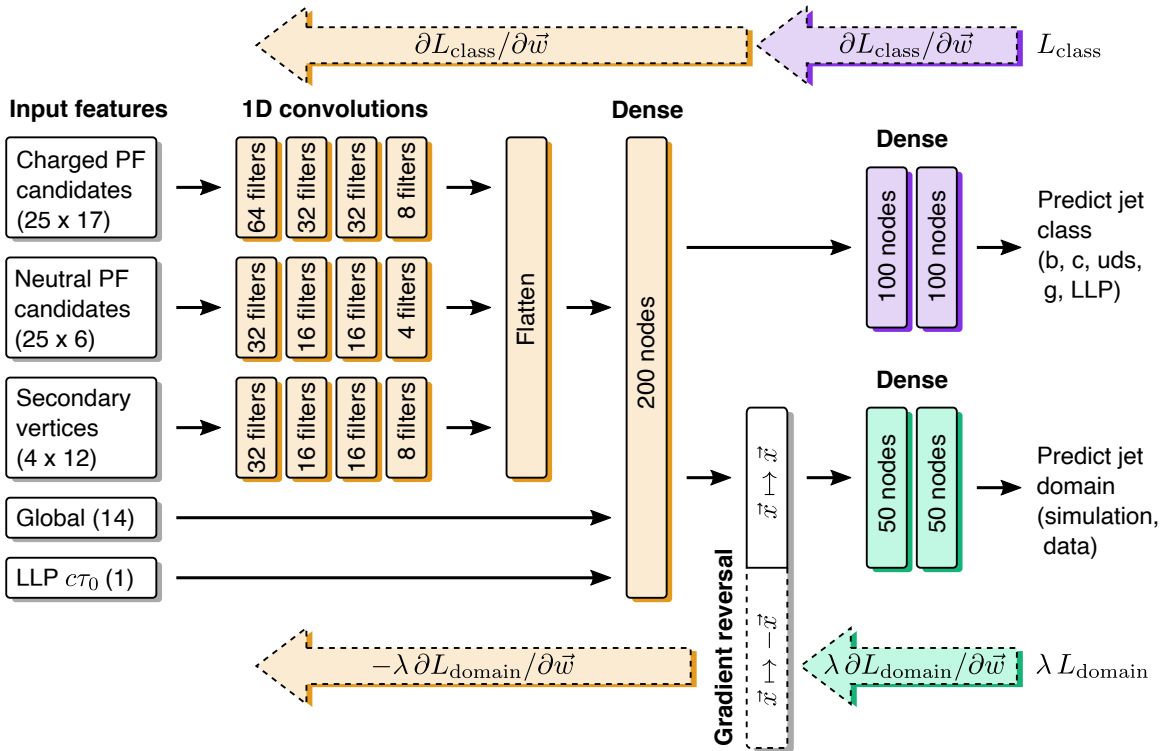 ∂L_class/∂w⃗
∂L_class/∂w⃗
L_class
Input features
1D convolutions
Dense
Dense
Charged PF
candidates
(25 x 17)
64 filters
32 filters
32 filters
8 filters
Neutral PF
candidates
(25 x 6)
32 filters
16 filters
16 filters
4 filters
Secondary
vertices
(4 x 12)
32 filters
16 filters
16 filters
8 filters
Flatten
200 nodes
100 nodes
100 nodes
Predict jet
class
(b, c, uds,
g, LLP)
Global (14)
LLP cτ₀ (1)
Dense
Gradient reversal
x⃗ ↦ x⃗
x⃗ ↦ −x⃗
50 nodes
50 nodes
Predict jet
domain
(simulation,
data)
−λ ∂L_domain/∂w⃗
λ ∂L_domain/∂w⃗
λ L_domain